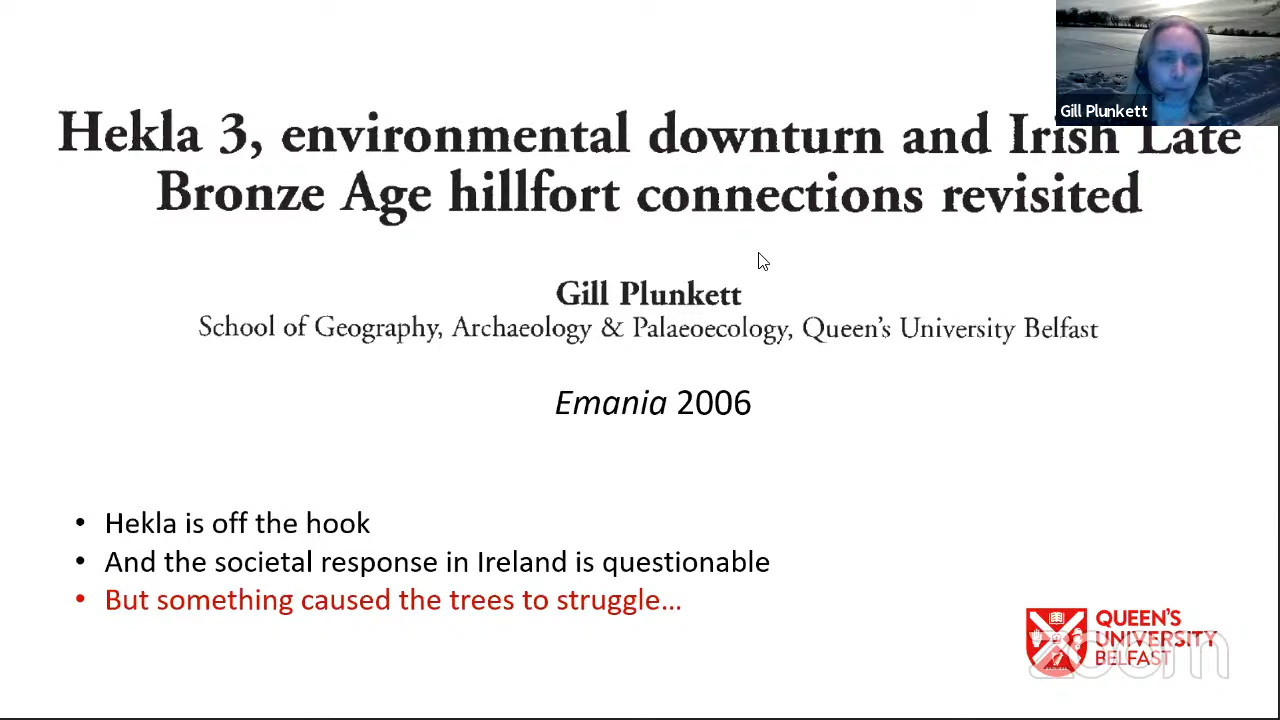 Hekla 3, environmental downturn and Irish Late
Bronze Age hillfort connections revisited
Gill Plunkett
Gill Plunkett
School of Geography, Archaeology & Palaeoecology, Queen's University Belfast
Emania 2006
• Hekla is off the hook
• And the societal response in Ireland is questionable
• But something caused the trees to struggle...
QUEEN'S
UNIVERSITY
BELFAST
zoom